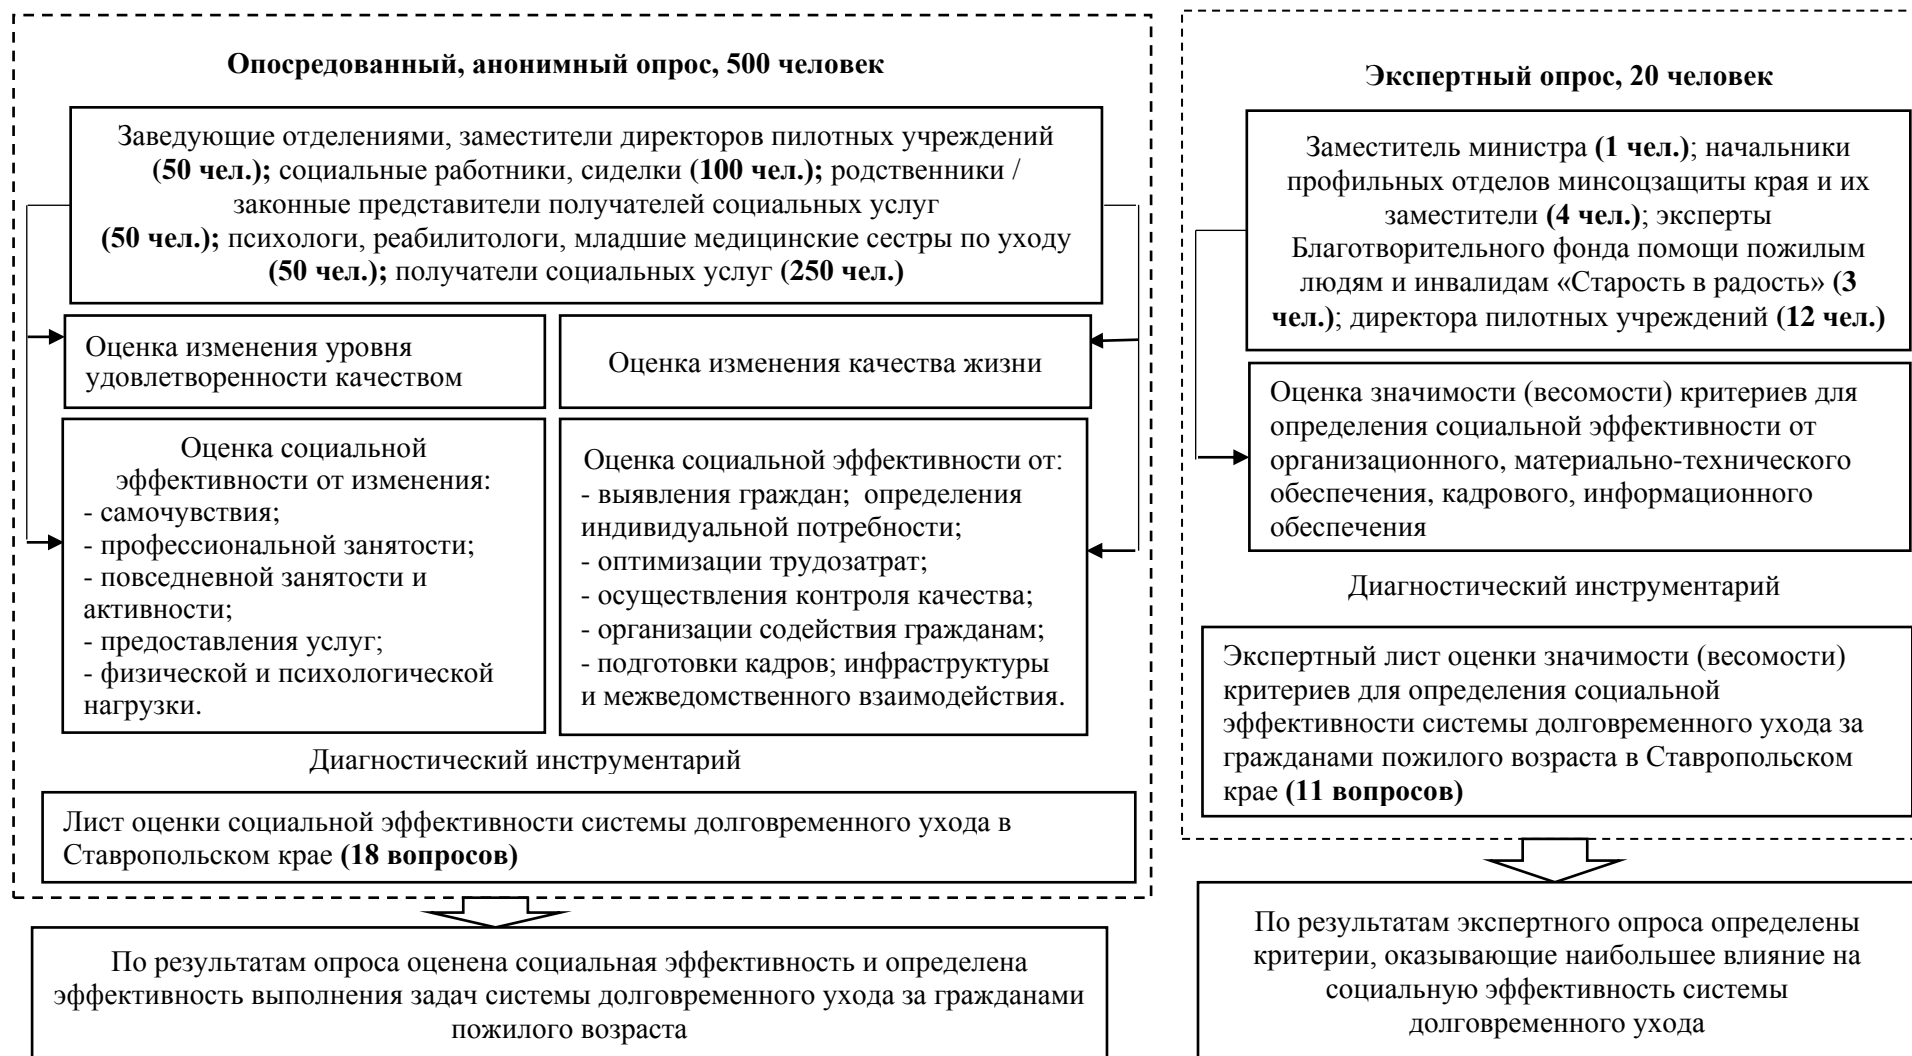 Опосредованный, анонимный опрос, 500 человек
Заведующие отделениями, заместители директоров пилотных учреждений
(50 чел.); социальные работники, сиделки (100 чел.); родственники /
законные представители получателей социальных услуг
(50 чел.); психологи, реабилитологи, младшие медицинские сестры по уходу
(50 чел.); получатели социальных услуг (250 чел.)
Оценка изменения уровня
удовлетворенности качеством
Оценка изменения качества жизни
Оценка социальной
эффективности от изменения:
- самочувствия;
- профессиональной занятости;
- повседневной занятости и
активности;
- предоставления услуг;
- физической и психологической
нагрузки.
Оценка социальной эффективности от:
- выявления граждан; определения
индивидуальной потребности;
- оптимизации трудозатрат;
- осуществления контроля качества;
- организации содействия гражданам;
- подготовки кадров; инфраструктуры
и межведомственного взаимодействия.
Диагностический инструментарий
Лист оценки социальной эффективности системы долговременного ухода в
Ставропольском крае (18 вопросов)
По результатам опроса оценена социальная эффективность и определена
эффективность выполнения задач системы долговременного ухода за гражданами
пожилого возраста
Экспертный опрос, 20 человек
Заместитель министра (1 чел.); начальники
профильных отделов минсоцзащиты края и их
заместители (4 чел.); эксперты
Благотворительного фонда помощи пожилым
людям и инвалидам «Старость в радость» (3
чел.); директора пилотных учреждений (12 чел.)
Оценка значимости (весомости) критериев для
определения социальной эффективности от
организационного, материально-технического
обеспечения, кадрового, информационного
обеспечения
Диагностический инструментарий
Экспертный лист оценки значимости (весомости)
критериев для определения социальной
эффективности системы долговременного ухода за
гражданами пожилого возраста в Ставропольском
крае (11 вопросов)
По результатам экспертного опроса определены
критерии, оказывающие наибольшее влияние на
социальную эффективность системы
долговременного ухода